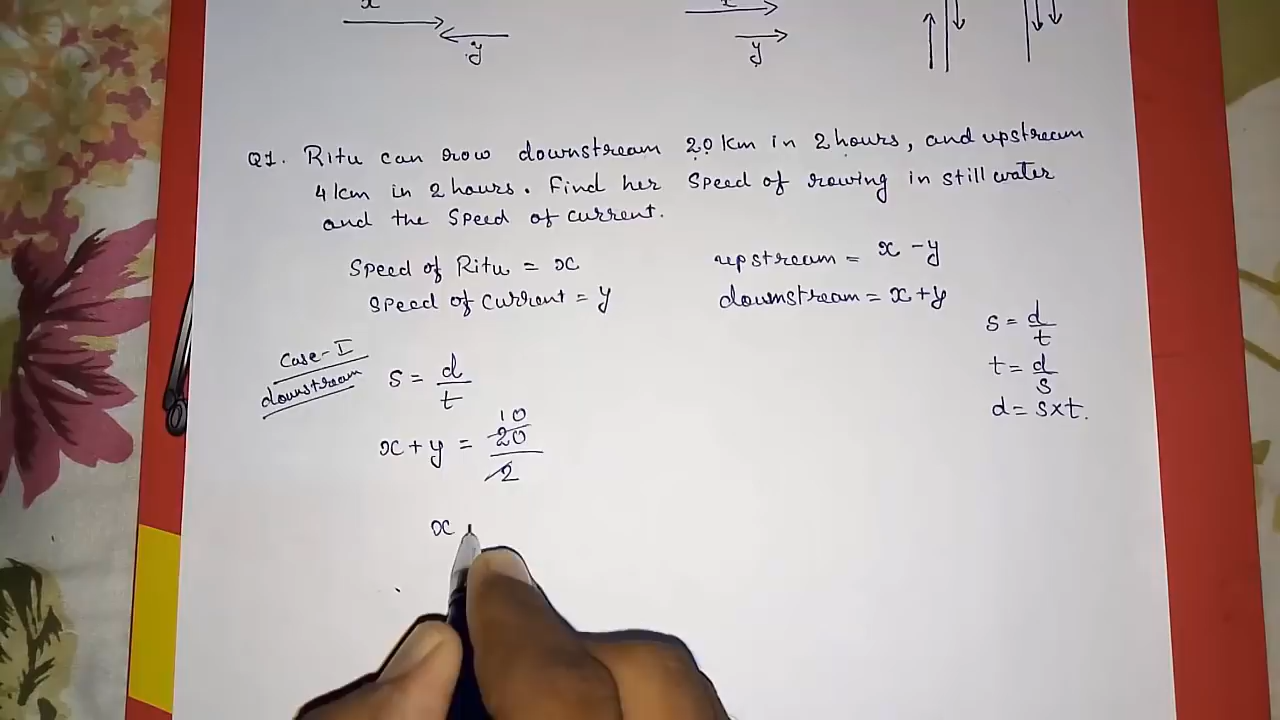 x
y
x
y
Q1. Ritu can row downstream 20 km in 2 hours, and upstream
4 km in 2 hours. Find her speed of rowing in still water
and the speed of current.
Speed of Ritu = x
Speed of Current = y
upstream = x - y
downstream = x + y
s = d/t
t = d/s
d = s×t.
Case-I
downstream
s = d/t
10
x + y = 20/2
x